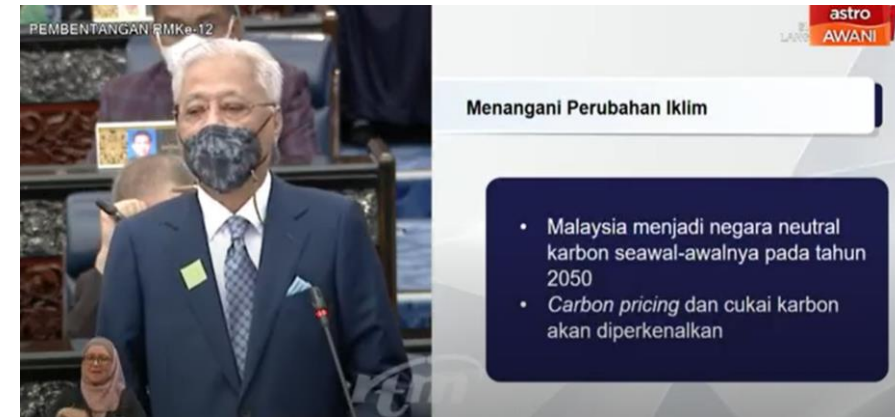 PEMBENTANGAN RMKe-12
astro
AWANI
Menangani Perubahan Iklim
• Malaysia menjadi negara neutral
karbon seawal-awalnya pada tahun
2050
• Carbon pricing dan cukai karbon
akan diperkenalkan
rtm